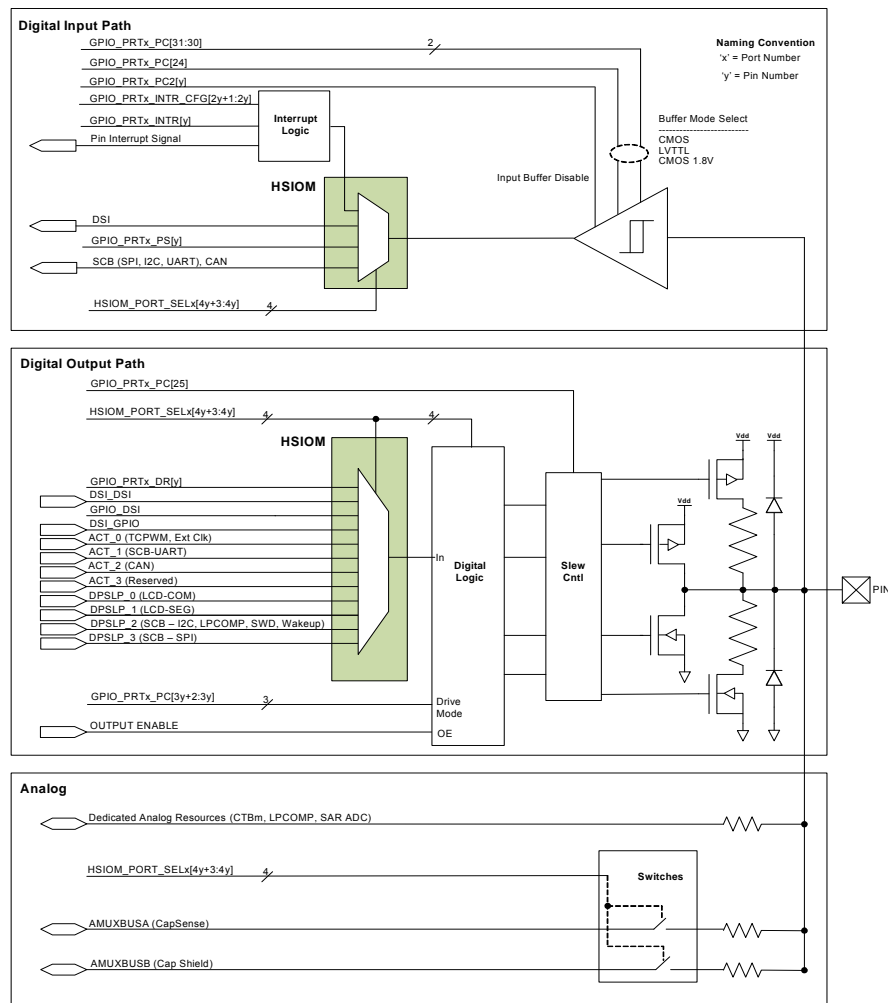 Digital Input Path
GPIO_PRTx_PC[31:30]
2
GPIO_PRTx_PC[24]
GPIO_PRTx_PC2[y]
GPIO_PRTx_INTR_CFG[2y+1:2y]
GPIO_PRTx_INTR[y]
Pin Interrupt Signal
Interrupt
Logic
Naming Convention
'x' = Port Number
'y' = Pin Number
Buffer Mode Select
CMOS
LVTTL
CMOS 1.8V
Input Buffer Disable
HSIOM
DSI
GPIO_PRTx_PS[y]
SCB (SPI, I2C, UART), CAN
HSIOM_PORT_SELx[4y+3:4y]
4
Digital Output Path
GPIO_PRTx_PC[25]
HSIOM_PORT_SELx[4y+3:4y]
4
4
HSIOM
GPIO_PRTx_DR[y]
DSI_DSI
GPIO_DSI
DSI_GPIO
ACT_0 (TCPWM, Ext Clk)
ACT_1 (SCB-UART)
ACT_2 (CAN)
ACT_3 (Reserved)
DPSLP_0 (LCD-COM)
DPSLP_1 (LCD-SEG)
DPSLP_2 (SCB – I2C, LPCOMP, SWD, Wakeup)
DPSLP_3 (SCB – SPI)
In
Digital
Logic
Slew
Cntl
Vdd
Vdd
Vdd
PIN
GPIO_PRTx_PC[3y+2:3y]
3
Drive
Mode
OUTPUT ENABLE
OE
Analog
Dedicated Analog Resources (CTBm, LPCOMP, SAR ADC)
HSIOM_PORT_SELx[4y+3:4y]
4
Switches
AMUXBUSA (CapSense)
AMUXBUSB (Cap Shield)